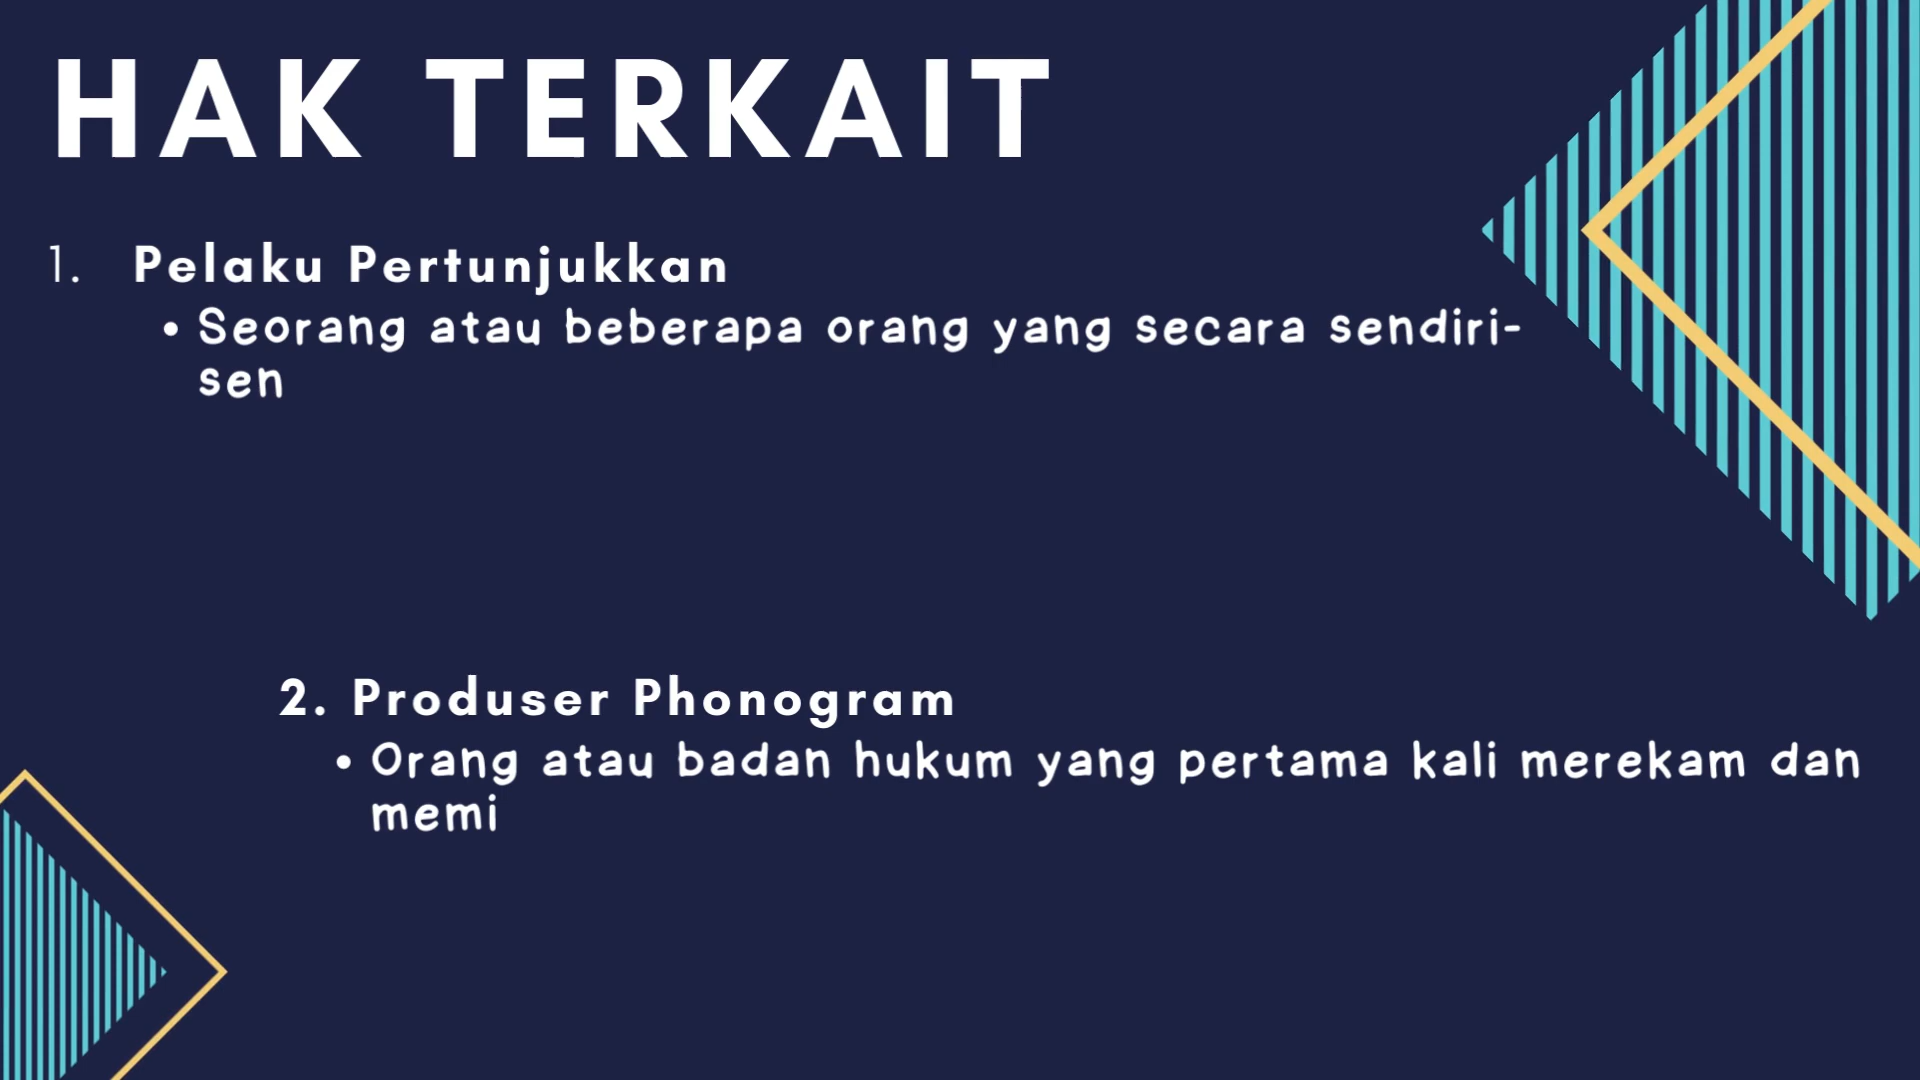 HAK TERKAIT
1. Pelaku Pertunjukkan
• Seorang atau beberapa orang yang secara sendiri-
sen
2. Produser Phonogram
• Orang atau badan hukum yang pertama kali merekam dan
memi